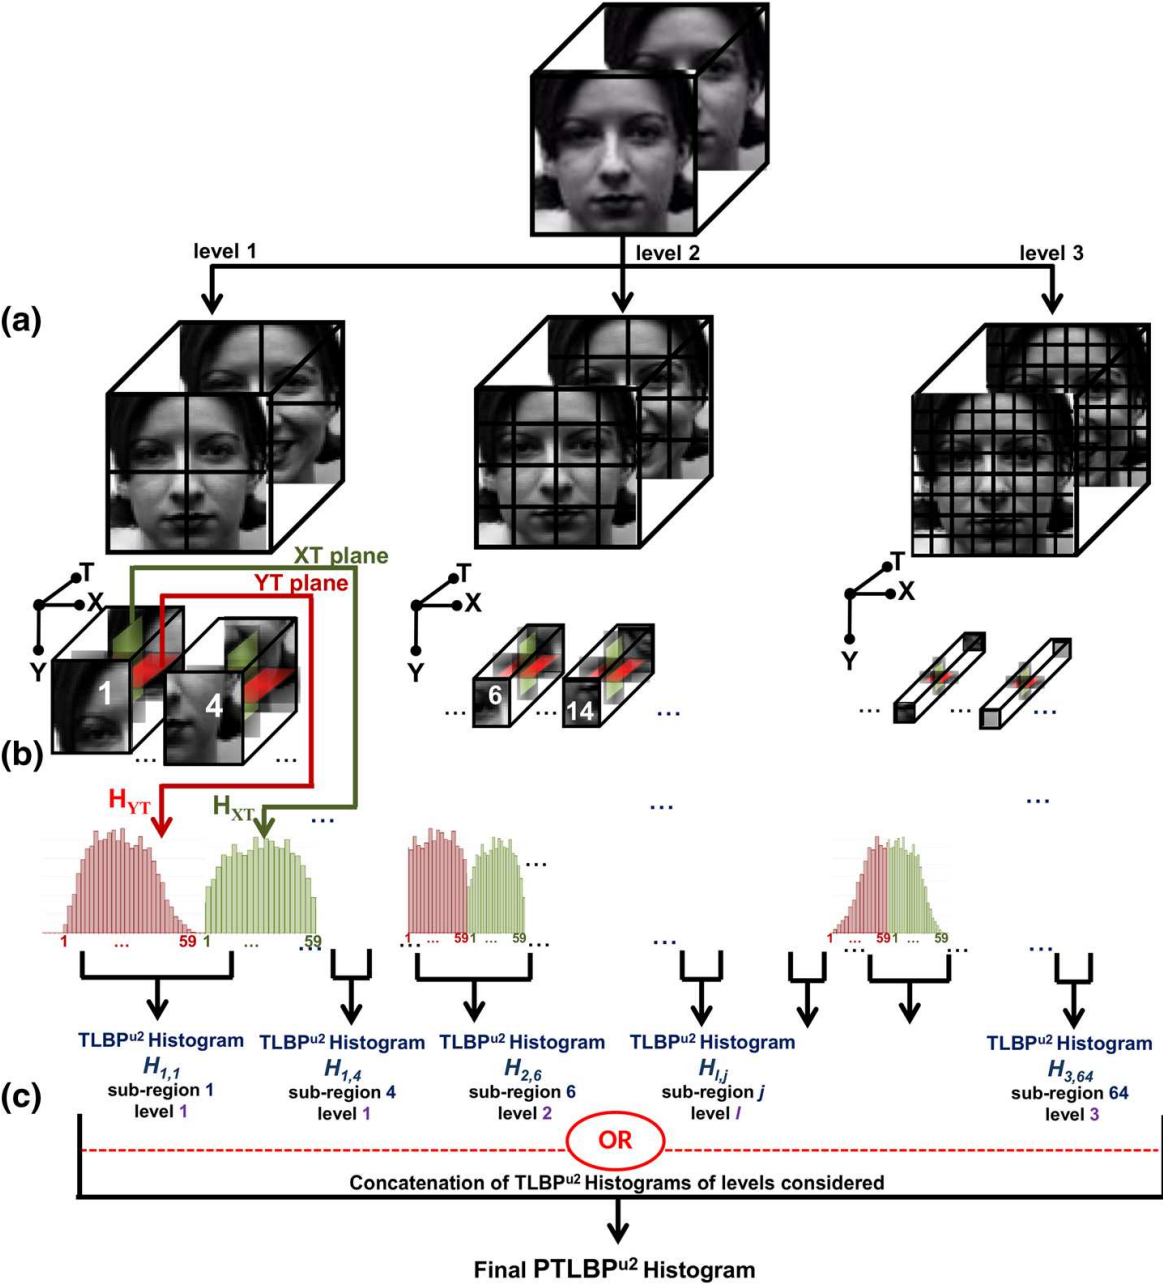 level 1
level 2
level 3
(a)
XT plane
YT plane
T
X
Y
T
X
Y
T
X
Y
1
4
...
...
...
6
...
14
...
...
...
...
(b)
H_YT
H_XT
...
...
...
...
1 ... 59 1 ... 59
...
... 1 ... 59 1 ... 59 ...
...
1 ... 59 1 ... 59
... ...
...
TLBP^u2 Histogram
H_1,1
sub-region 1
level 1
TLBP^u2 Histogram
H_1,4
sub-region 4
level 1
TLBP^u2 Histogram
H_2,6
sub-region 6
level 2
TLBP^u2 Histogram
H_l,j
sub-region j
level l
TLBP^u2 Histogram
H_3,64
sub-region 64
level 3
(c)
OR
Concatenation of TLBP^u2 Histograms of levels considered
Final PTLBP^u2 Histogram